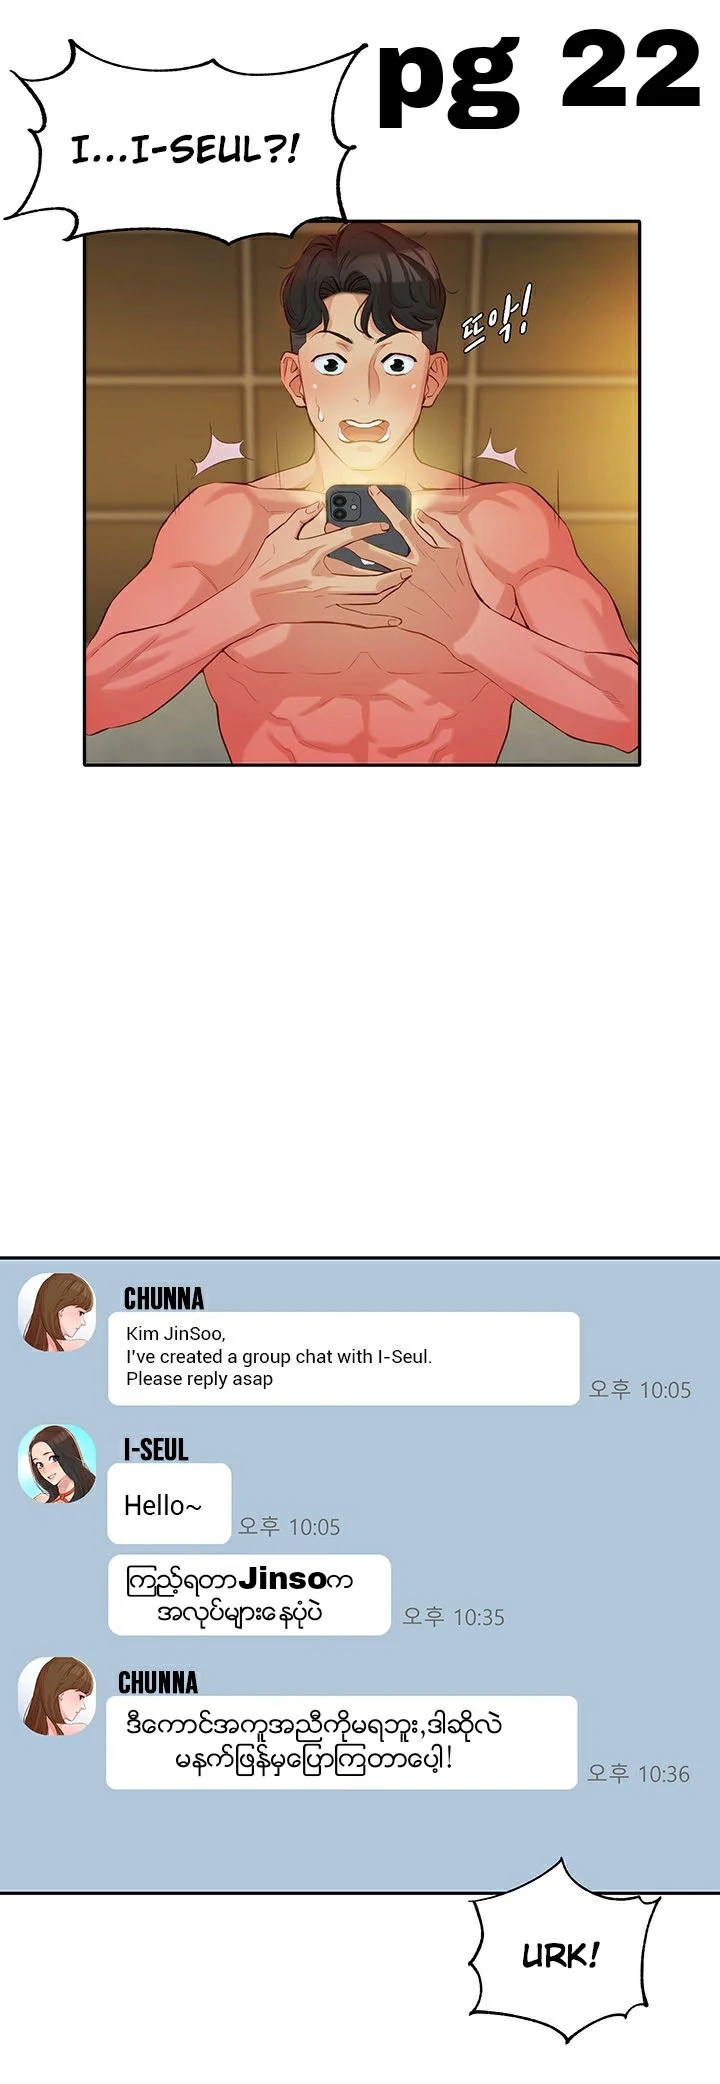 pg 22
I...I-SEUL?!
뜨악!
CHUNNA
Kim JinSoo,
I've created a group chat with I-Seul.
Please reply asap
오후 10:05
I-SEUL
Hello~
오후 10:05
ကြည့်ရတာJinsoက
အလုပ်များနေပုံပဲ
오후 10:35
CHUNNA
ဒီကောင်အကူအညီကိုမရဘူး,ဒါဆိုလဲ
မနက်ဖြန်မှပြောကြတာပေါ့!
오후 10:36
URK!